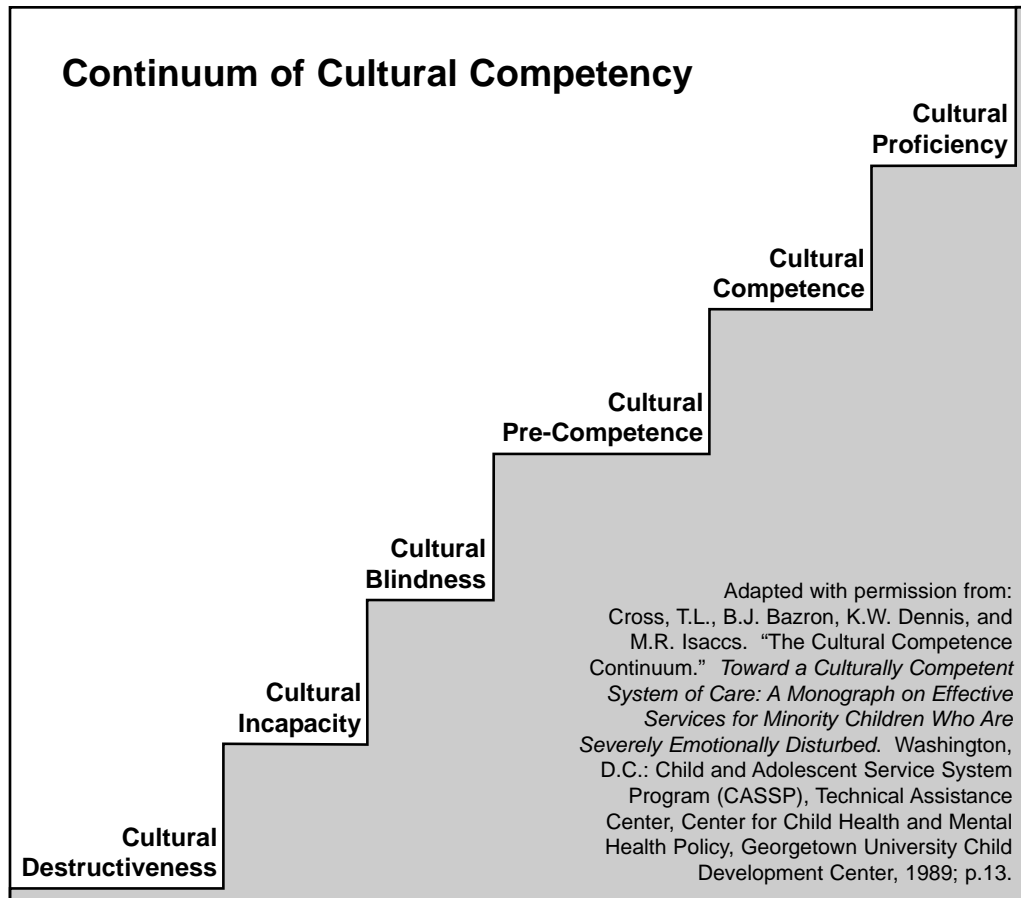 Continuum of Cultural Competency
Cultural
Proficiency
Cultural
Competence
Cultural
Pre-Competence
Cultural
Blindness
Cultural
Incapacity
Cultural
Destructiveness
Adapted with permission from:
Cross, T.L., B.J. Bazron, K.W. Dennis, and
M.R. Isaccs. “The Cultural Competence
Continuum.” Toward a Culturally Competent
System of Care: A Monograph on Effective
Services for Minority Children Who Are
Severely Emotionally Disturbed. Washington,
D.C.: Child and Adolescent Service System
Program (CASSP), Technical Assistance
Center, Center for Child Health and Mental
Health Policy, Georgetown University Child
Development Center, 1989; p.13.